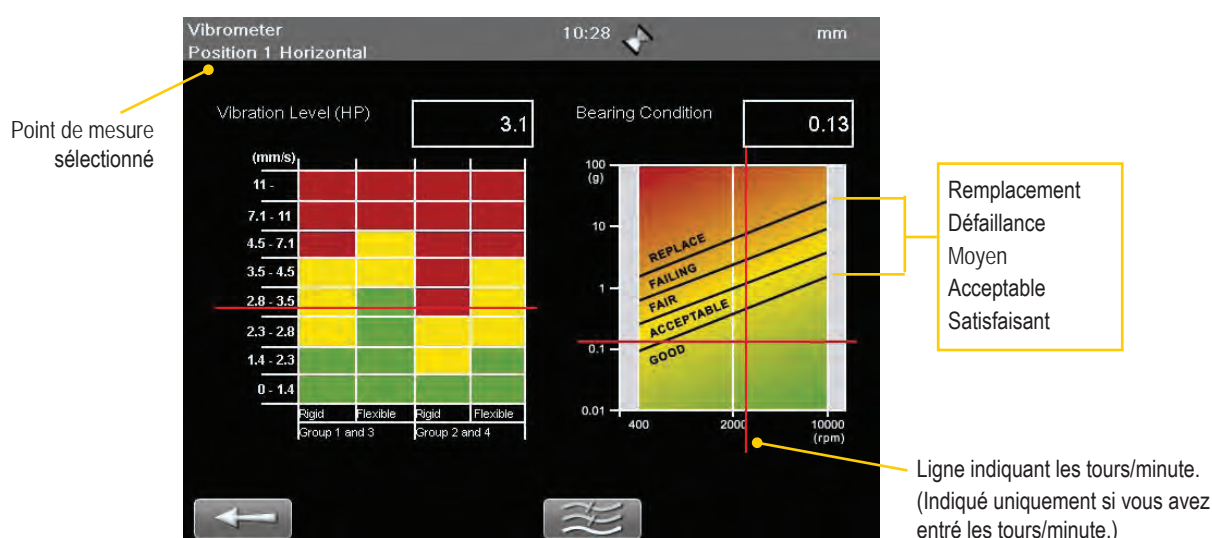 Vibrometer
Position 1 Horizontal
10:28
mm
Point de mesure
sélectionné
Vibration Level (HP)
3.1
(mm/s)
11 -
7.1 - 11
4.5 - 7.1
3.5 - 4.5
2.8 - 3.5
2.3 - 2.8
1.4 - 2.3
0 - 1.4
Rigid
Flexible
Rigid
Flexible
Group 1 and 3
Group 2 and 4
Bearing Condition
0.13
100
(g)
10
1
0.1
0.01
REPLACE
FAILING
FAIR
ACCEPTABLE
GOOD
400
2000
10000
(rpm)
Remplacement
Défaillance
Moyen
Acceptable
Satisfaisant
Ligne indiquant les tours/minute.
(Indiqué uniquement si vous avez
entré les tours/minute.)